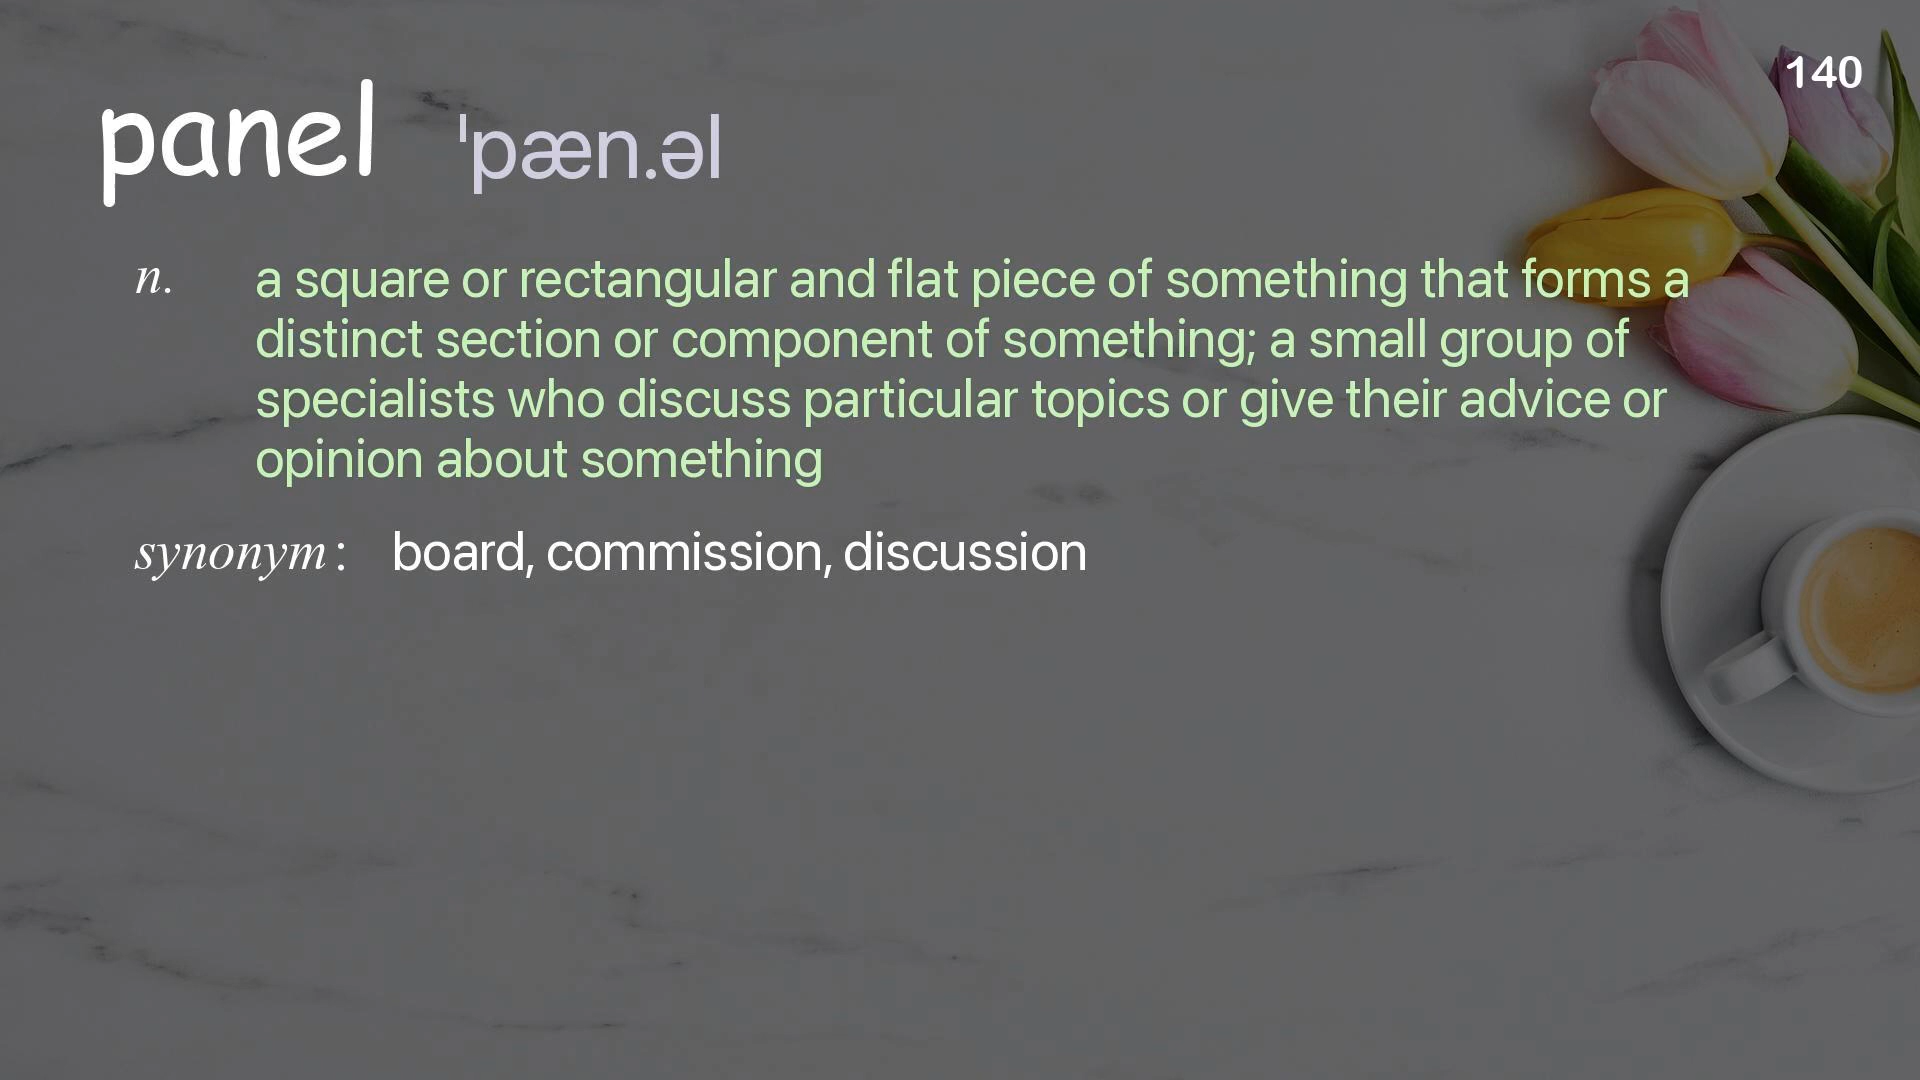 140
panel ˈpæn.əl
n. a square or rectangular and flat piece of something that forms a
distinct section or component of something; a small group of
specialists who discuss particular topics or give their advice or
opinion about something
synonym: board, commission, discussion